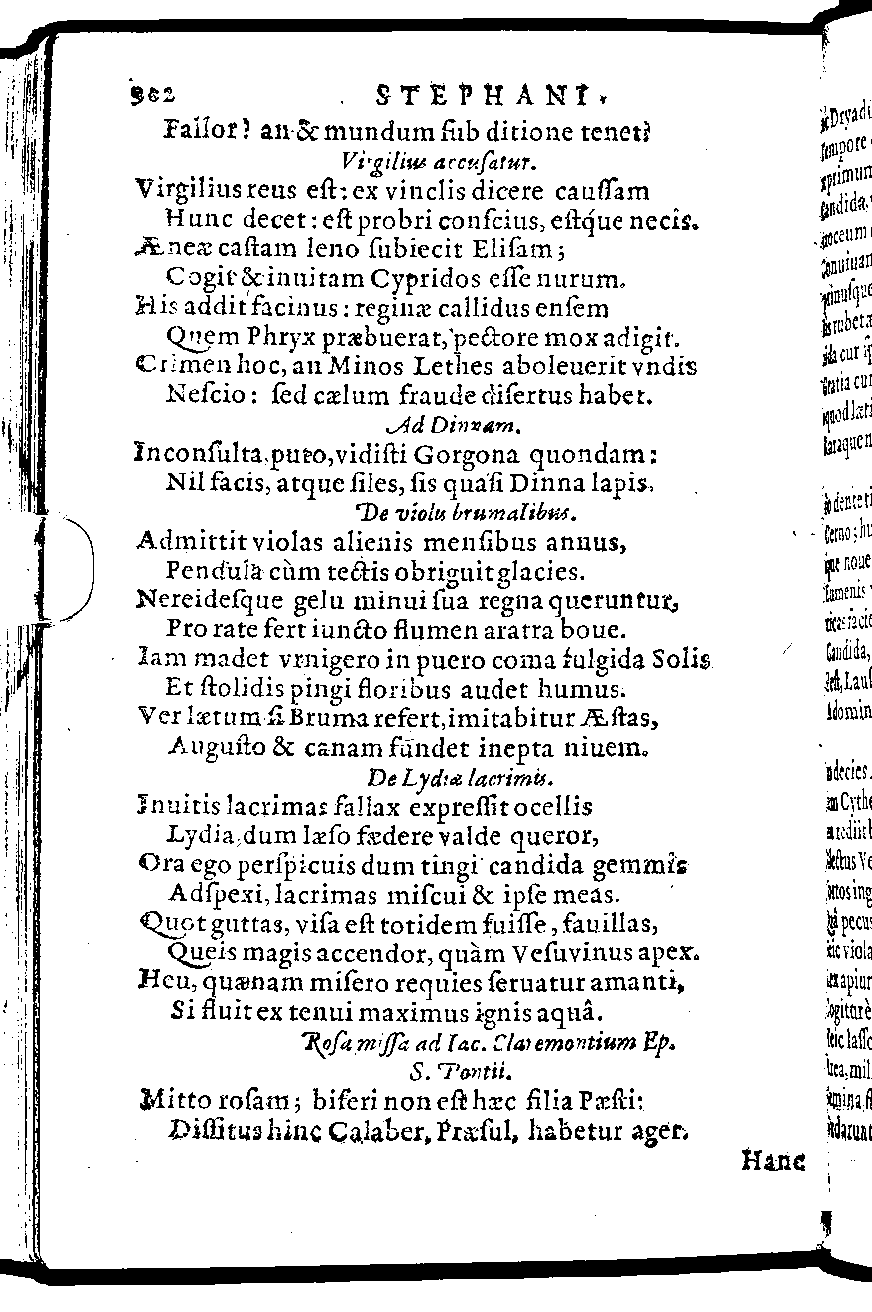 962 STEPHANI.
Fallor? an & mundum ſub ditione tenet?
Virgilius accuſatur.
Virgilius reus eſt: ex vinclis dicere cauſſam
Hunc decet: eſt probri conſcius, eſtque necis.
Æneæ caſtam leno ſubiecit Eliſam;
Cogit & inuitam Cypridos eſſe nurum.
His addit facinus: reginæ callidus enſem
Quem Phryx præbuerat, pectore mox adigit.
Crimen hoc, an Minos Lethes aboleuerit vndis
Neſcio: ſed cælum fraude diſertus habet.
Ad Dinnam.
Inconſulta, puto, vidiſti Gorgona quondam:
Nil facis, atque ſiles, ſis quaſi Dinna lapis.
De violis brumalibus.
Admittit violas alienis menſibus annus,
Pendula cùm tectis obriguit glacies.
Nereideſque gelu minui ſua regna queruntur,
Pro rate fert iuncto flumen aratra boue.
Iam madet vrnigero in puero coma fulgida Solis
Et ſtolidis pingi floribus audet humus.
Ver lætum ſi Bruma refert, imitabitur Æſtas,
Auguſto & canam fundet inepta niuem.
De Lydiæ lacrimis.
Inuitis lacrimas fallax expreſſit ocellis
Lydia, dum læſo fædere valde queror,
Ora ego perſpicuis dum tingi candida gemmis
Adſpexi, lacrimas miſcui & ipſe meas.
Quot guttas, viſa eſt totidem fuiſſe, fauillas,
Queis magis accendor, quàm Veſuvinus apex.
Heu, quænam miſero requies ſeruatur amanti,
Si fluit ex tenui maximus ignis aquâ.
Roſa miſſa ad Iac. Claremontium Ep.
S. Pontii.
Mitto roſam; biferi non eſt hæc filia Pæſti:
Diſſitus hinc Calaber, Præſul, habetur ager.
Hanc